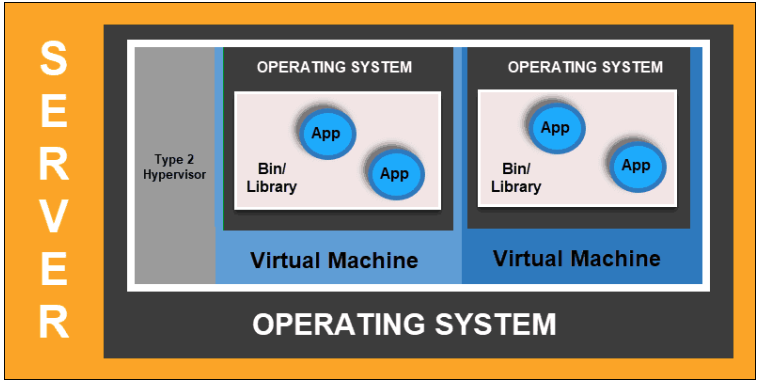 SERVER
Type 2
Hypervisor
OPERATING SYSTEM
App
App
Bin/
Library
Virtual Machine
OPERATING SYSTEM
App
App
Bin/
Library
Virtual Machine
OPERATING SYSTEM